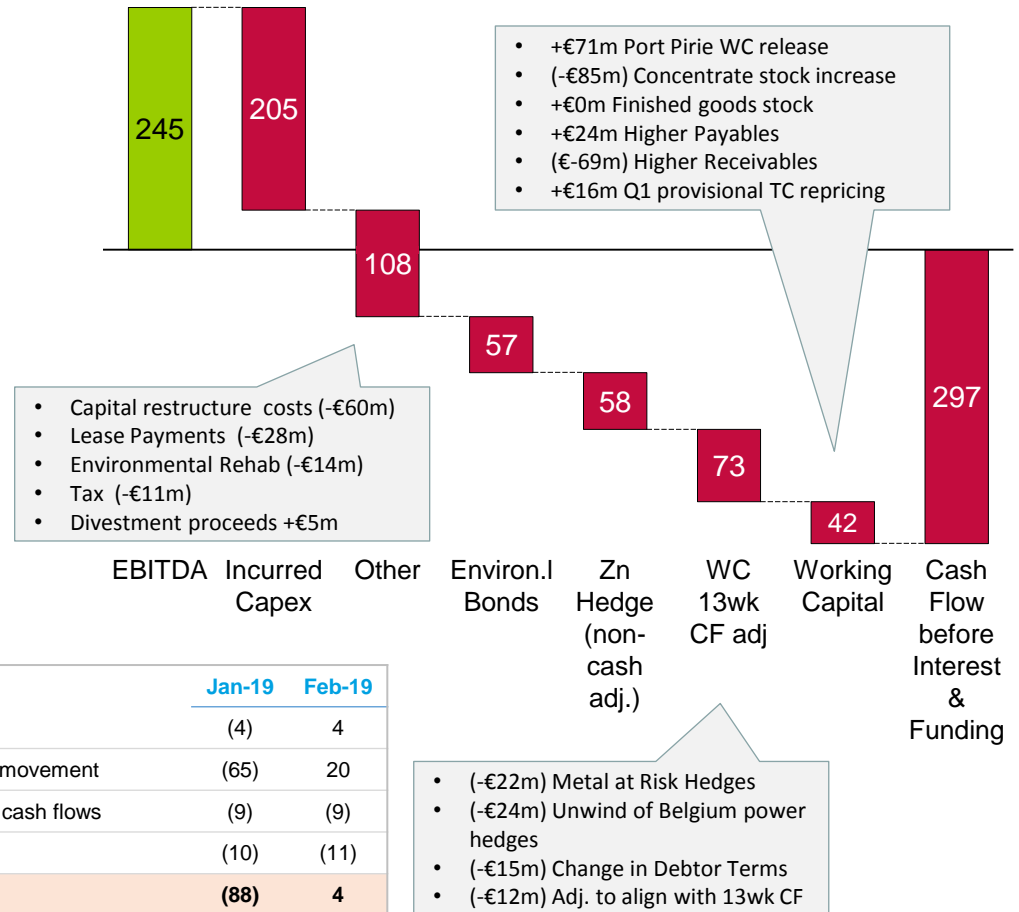 245
205
108
57
58
73
42
297
• +€71m Port Pirie WC release
• (-€85m) Concentrate stock increase
• +€0m Finished goods stock
• +€24m Higher Payables
• (€-69m) Higher Receivables
• +€16m Q1 provisional TC repricing
• Capital restructure costs (-€60m)
• Lease Payments (-€28m)
• Environmental Rehab (-€14m)
• Tax (-€11m)
• Divestment proceeds +€5m
EBITDA
Incurred
Capex
Other
Environ.l
Bonds
Zn
Hedge
(non-
cash
adj.)
WC
13wk
CF adj
Working
Capital
Cash
Flow
before
Interest
&
Funding
Jan-19 Feb-19
(4) 4
movement (65) 20
cash flows (9) (9)
(10) (11)
(88) 4
• (-€22m) Metal at Risk Hedges
• (-€24m) Unwind of Belgium power
hedges
• (-€15m) Change in Debtor Terms
• (-€12m) Adj. to align with 13wk CF